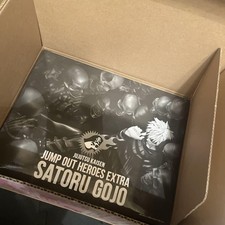 JUJUTSU KAISEN
JUMP OUT HEROES EXTRA
SATORU GOJO